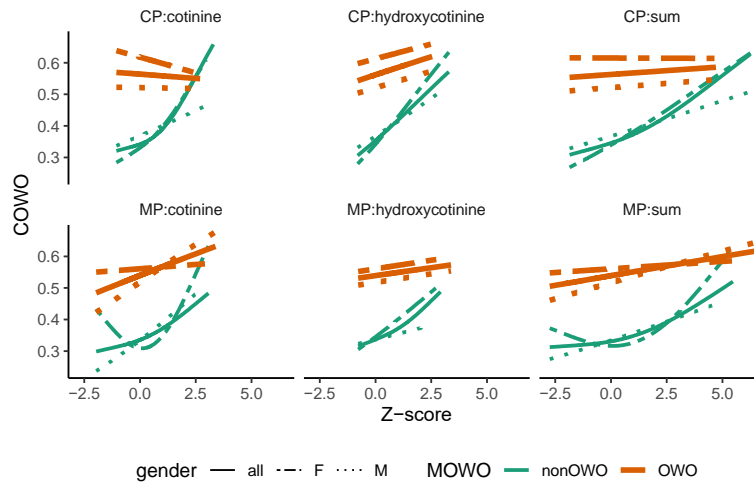 CP:cotinine CP:hydroxycotinine CP:sum
0.6
0.5
0.4
0.3
COWO
MP:cotinine MP:hydroxycotinine MP:sum
0.6
0.5
0.4
0.3
−2.5 0.0 2.5 5.0 −2.5 0.0 2.5 5.0 −2.5 0.0 2.5 5.0
Z−score
gender all F M MOWO nonOWO OWO